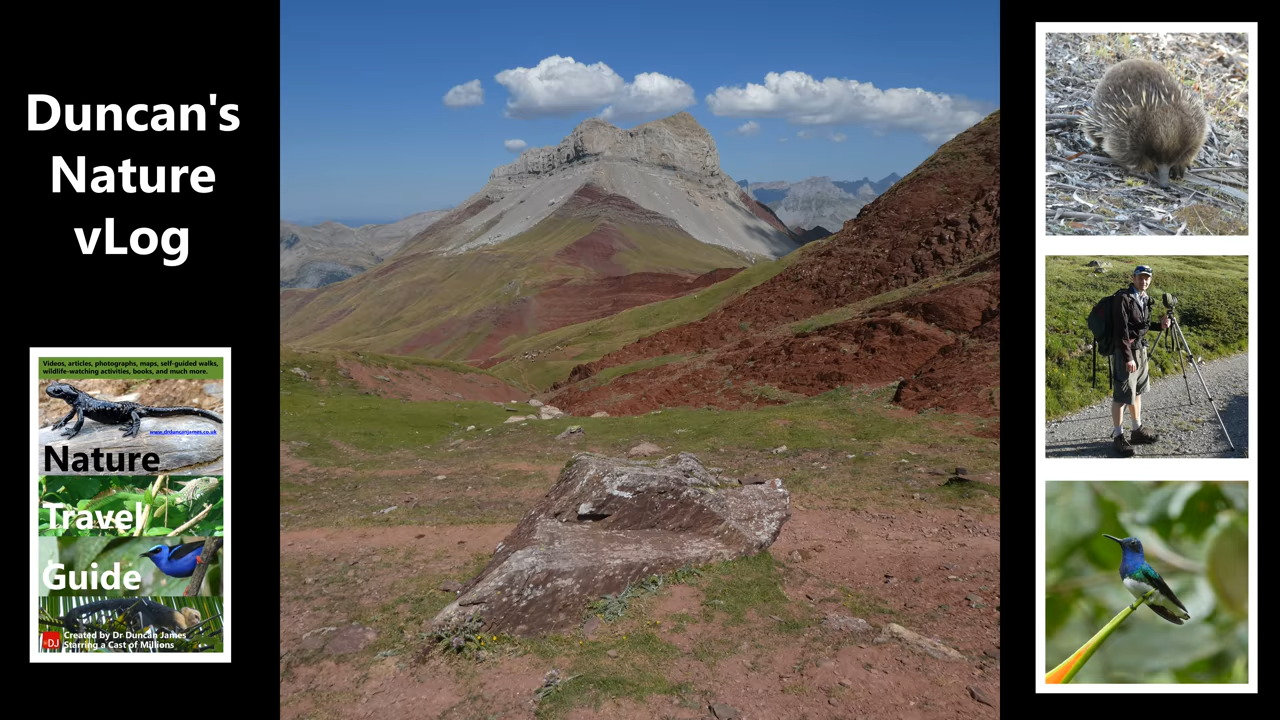 Duncan's
Nature
vLog
Videos, articles, photographs, maps, self-guided walks,
wildlife-watching activities, books, and much more.
www.drduncanjames.co.uk
Nature
Travel
Guide
DJ
Created by Dr Duncan James
Starring a Cast of Millions